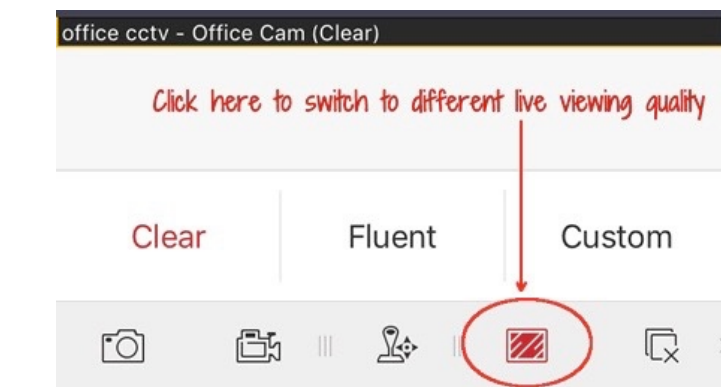 office cctv - Office Cam (Clear)
Click here to switch to different live viewing quality
Clear Fluent Custom